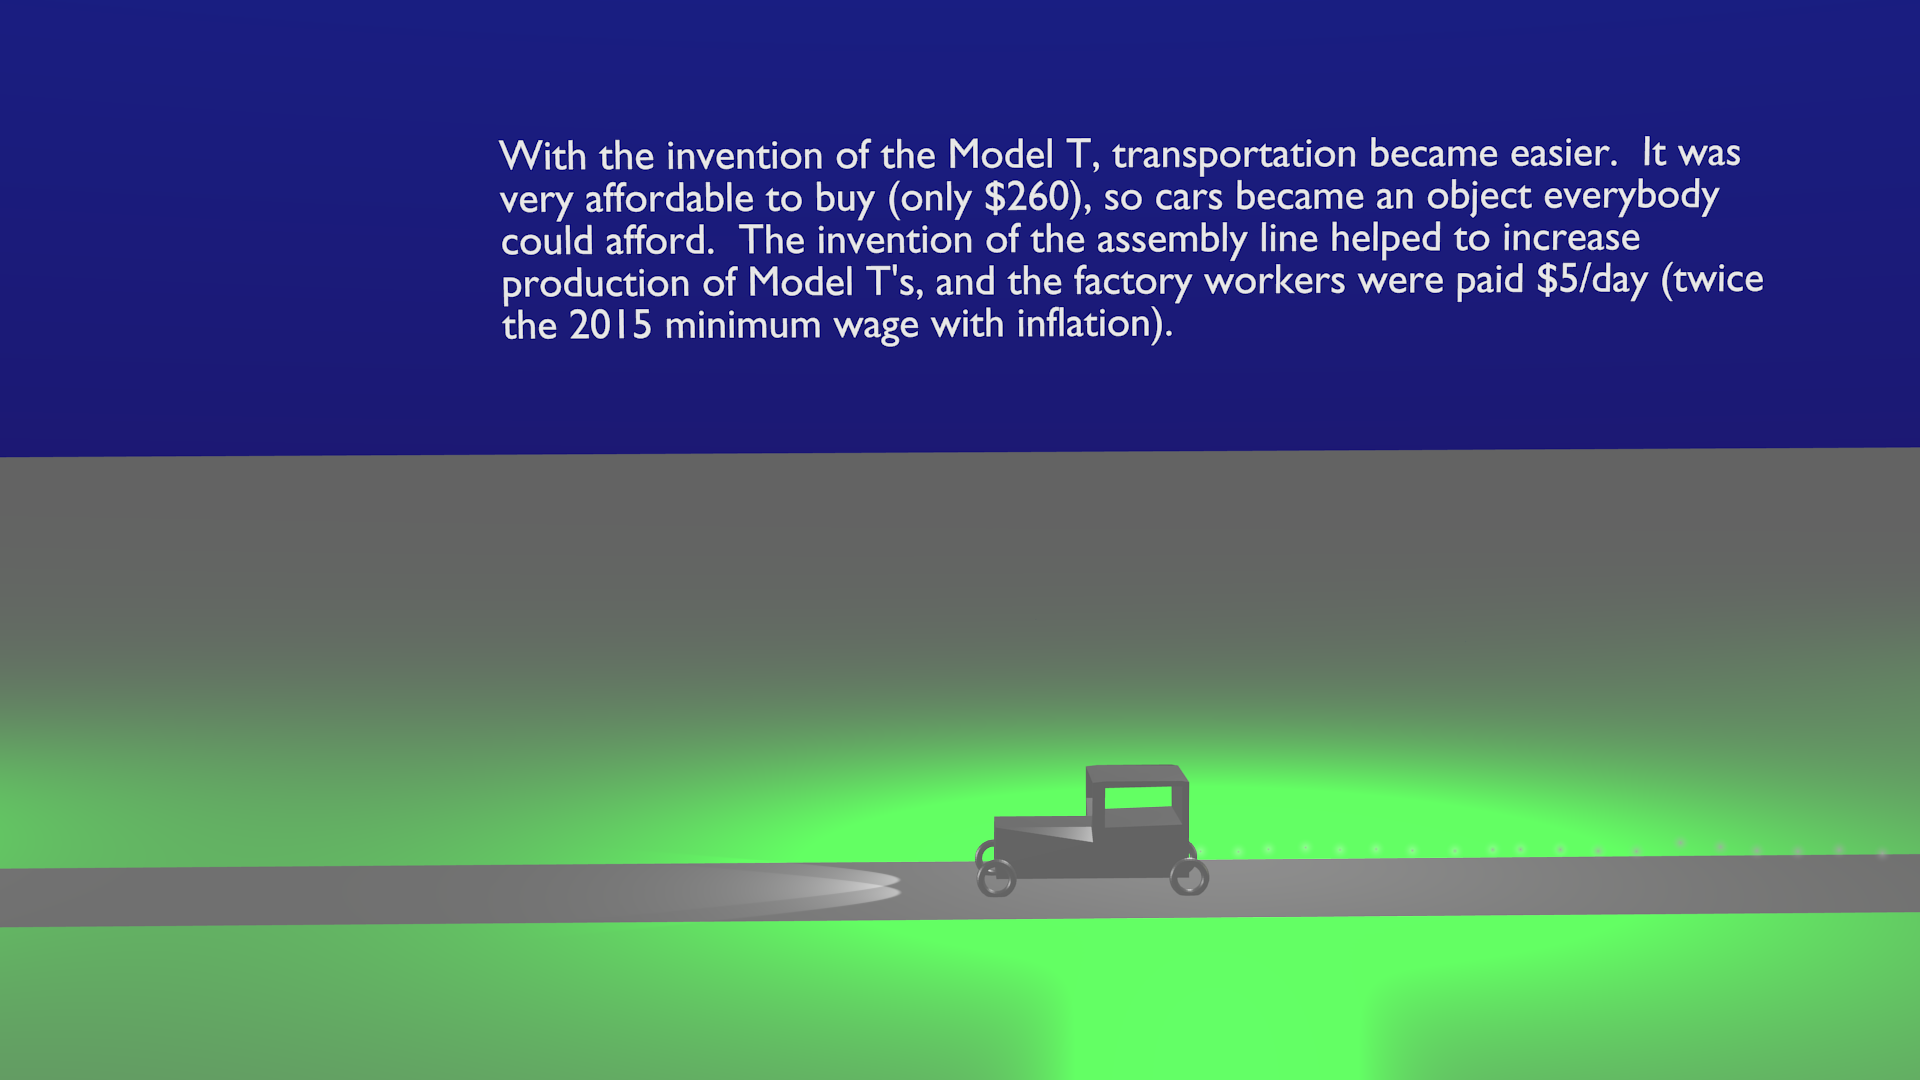 With the invention of the Model T, transportation became easier.  It was
very affordable to buy (only $260), so cars became an object everybody
could afford.  The invention of the assembly line helped to increase
production of Model T's, and the factory workers were paid $5/day (twice
the 2015 minimum wage with inflation).